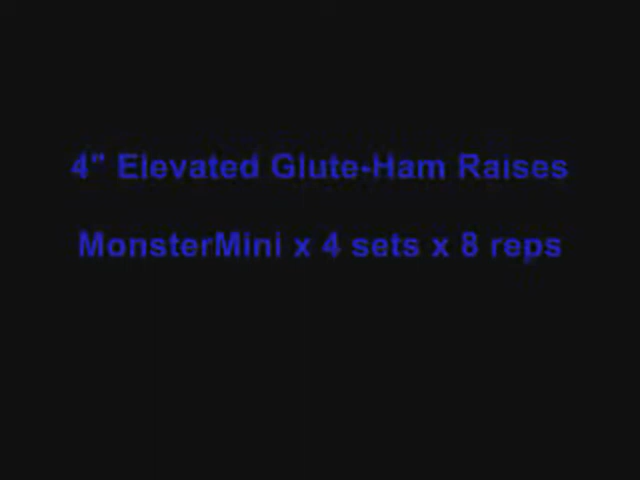 4" Elevated Glute-Ham Raises
MonsterMini x 4 sets x 8 reps